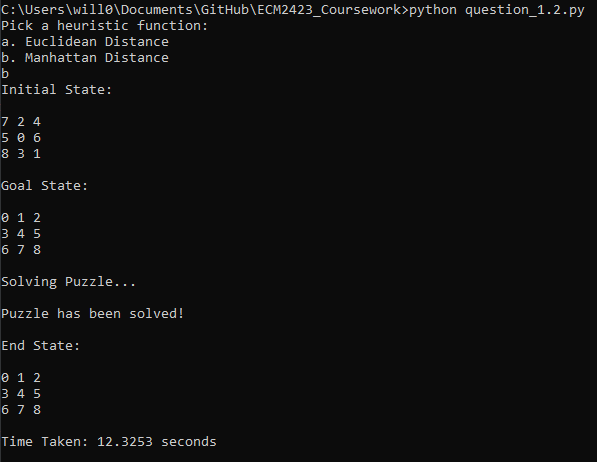 C:\Users\will0\Documents\GitHub\ECM2423_Coursework>python question_1.2.py
Pick a heuristic function:
a. Euclidean Distance
b. Manhattan Distance
b
Initial State:
7 2 4
5 0 6
8 3 1
Goal State:
0 1 2
3 4 5
6 7 8
Solving Puzzle...
Puzzle has been solved!
End State:
0 1 2
3 4 5
6 7 8
Time Taken: 12.3253 seconds